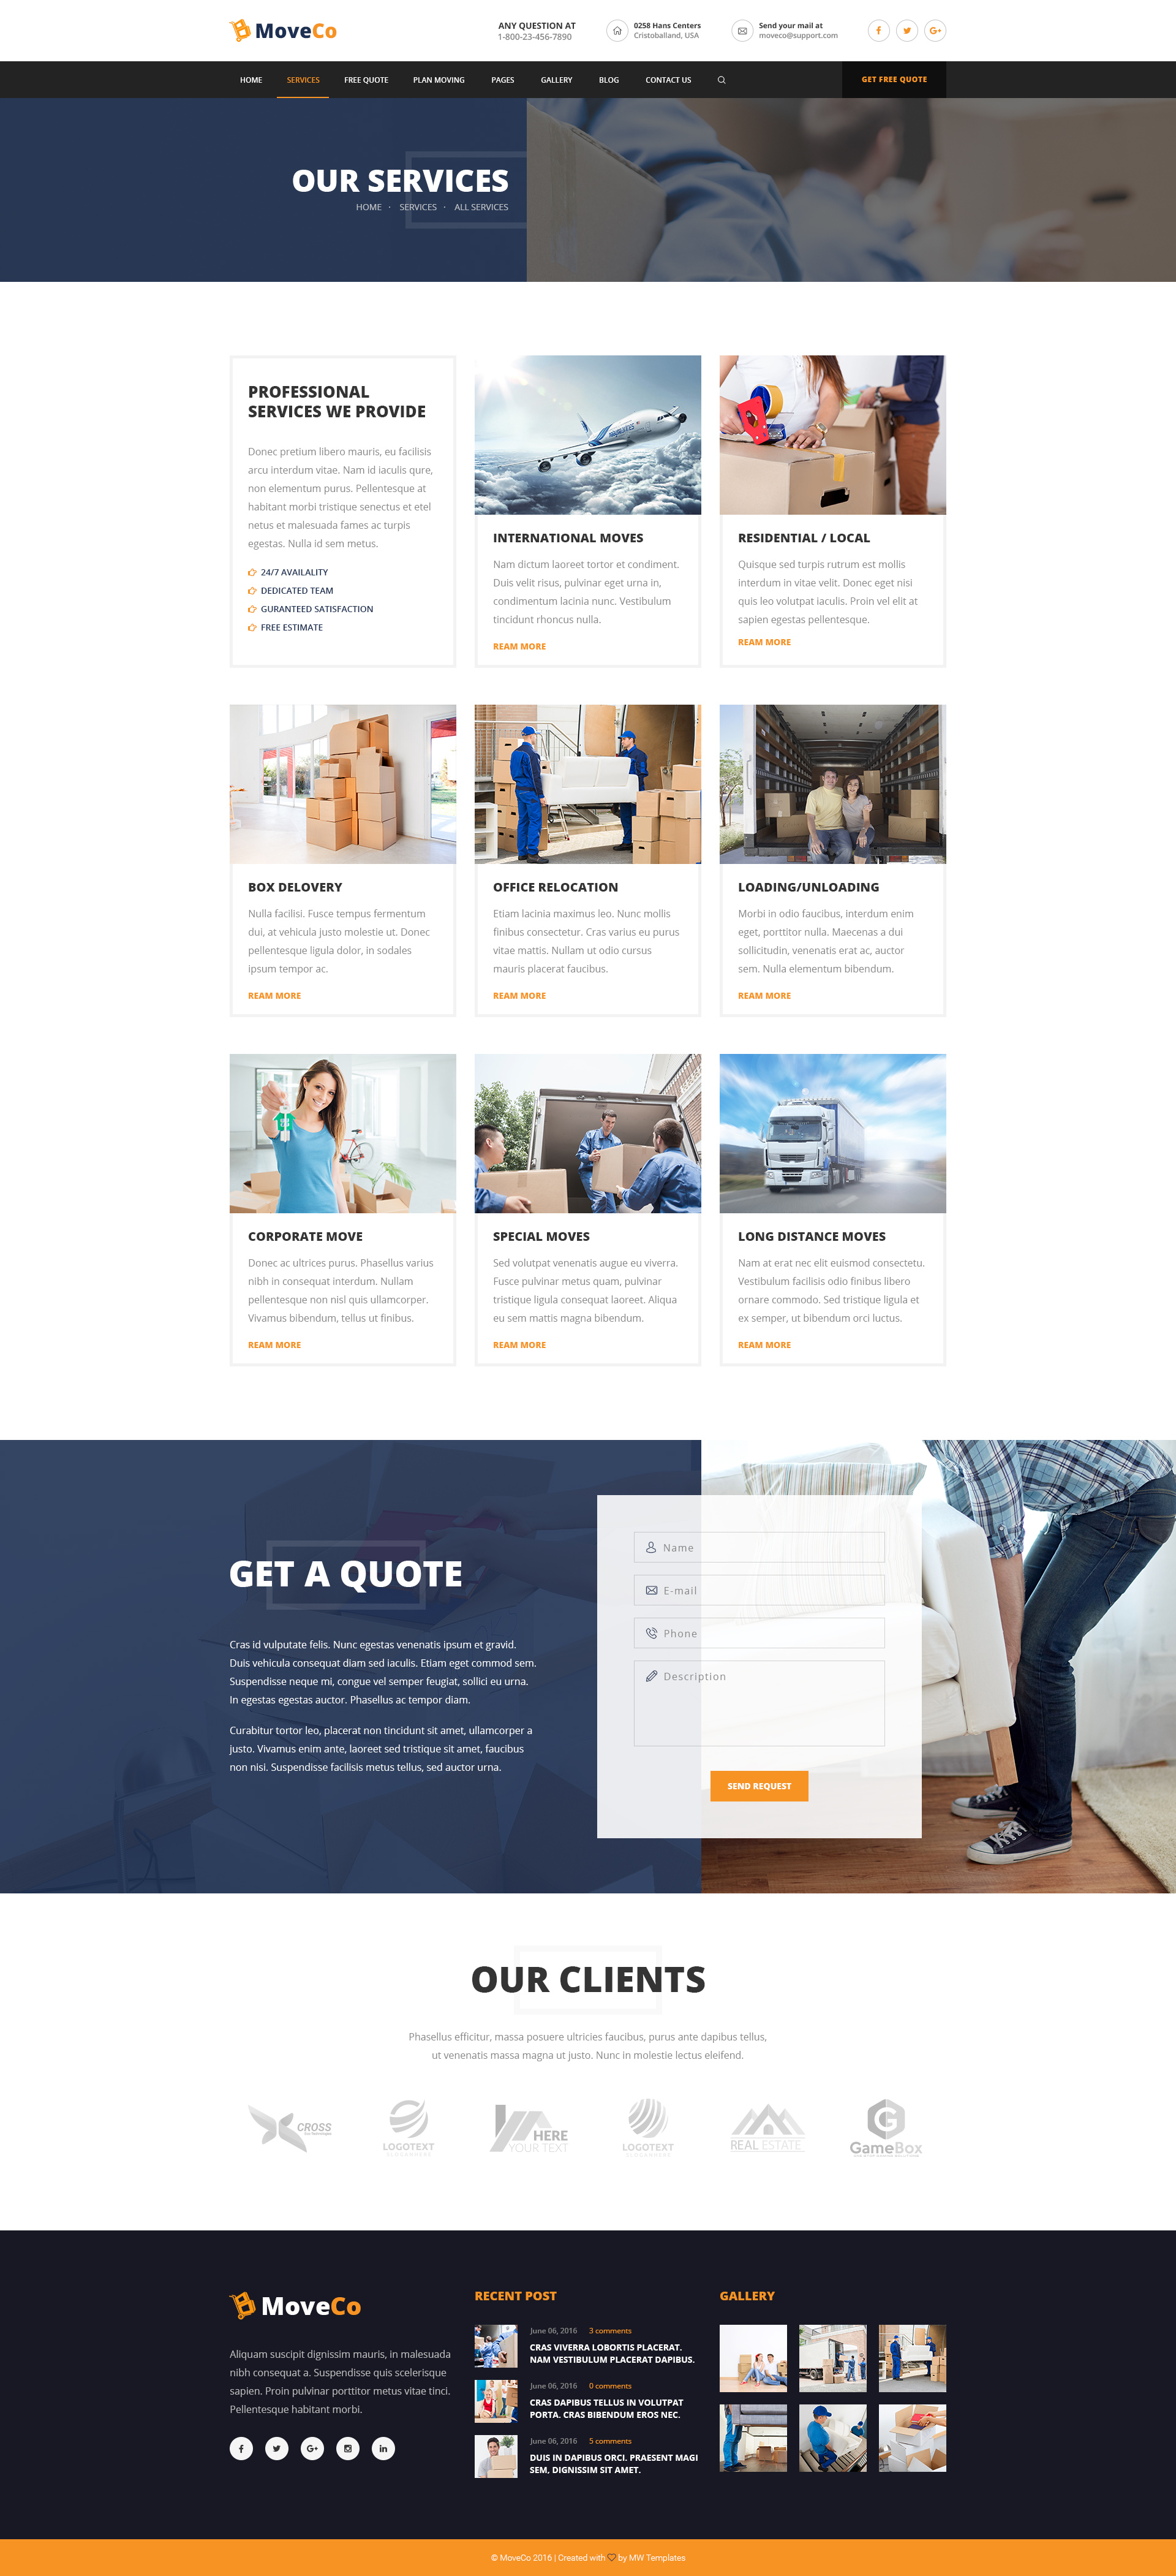 MoveCo
ANY QUESTION AT
1-800-23-456-7890
0258 Hans Centers
Cristoballand, USA
Send your mail at
moveco@support.com
HOME SERVICES FREE QUOTE PLAN MOVING PAGES GALLERY BLOG CONTACT US
GET FREE QUOTE
OUR SERVICES
HOME · SERVICES · ALL SERVICES
PROFESSIONAL
SERVICES WE PROVIDE
Donec pretium libero mauris, eu facilisis
arcu interdum vitae. Nam id iaculis qure,
non elementum purus. Pellentesque at
habitant morbi tristique senectus et etel
netus et malesuada fames ac turpis
egestas. Nulla id sem metus.
24/7 AVAILALITY
DEDICATED TEAM
GURANTEED SATISFACTION
FREE ESTIMATE
INTERNATIONAL MOVES
Nam dictum laoreet tortor et condiment.
Duis velit risus, pulvinar eget urna in,
condimentum lacinia nunc. Vestibulum
tincidunt rhoncus nulla.
REAM MORE
RESIDENTIAL / LOCAL
Quisque sed turpis rutrum est mollis
interdum in vitae velit. Donec eget nisi
quis leo volutpat iaculis. Proin vel elit at
sapien egestas pellentesque.
REAM MORE
BOX DELOVERY
Nulla facilisi. Fusce tempus fermentum
dui, at vehicula justo molestie ut. Donec
pellentesque ligula dolor, in sodales
ipsum tempor ac.
REAM MORE
OFFICE RELOCATION
Etiam lacinia maximus leo. Nunc mollis
finibus consectetur. Cras varius eu purus
vitae mattis. Nullam ut odio cursus
mauris placerat faucibus.
REAM MORE
LOADING/UNLOADING
Morbi in odio faucibus, interdum enim
eget, porttitor nulla. Maecenas a dui
sollicitudin, venenatis erat ac, auctor
sem. Nulla elementum bibendum.
REAM MORE
CORPORATE MOVE
Donec ac ultrices purus. Phasellus varius
nibh in consequat interdum. Nullam
pellentesque non nisl quis ullamcorper.
Vivamus bibendum, tellus ut finibus.
REAM MORE
SPECIAL MOVES
Sed volutpat venenatis augue eu viverra.
Fusce pulvinar metus quam, pulvinar
tristique ligula consequat laoreet. Aliqua
eu sem mattis magna bibendum.
REAM MORE
LONG DISTANCE MOVES
Nam at erat nec elit euismod consectetu.
Vestibulum facilisis odio finibus libero
ornare commodo. Sed tristique ligula et
ex semper, ut bibendum orci luctus.
REAM MORE
GET A QUOTE
Cras id vulputate felis. Nunc egestas venenatis ipsum et gravid.
Duis vehicula consequat diam sed iaculis. Etiam eget commod sem.
Suspendisse neque mi, congue vel semper feugiat, sollici eu urna.
In egestas egestas auctor. Phasellus ac tempor diam.
Curabitur tortor leo, placerat non tincidunt sit amet, ullamcorper a
justo. Vivamus enim ante, laoreet sed tristique sit amet, faucibus
non nisi. Suspendisse facilisis metus tellus, sed auctor urna.
Name
E-mail
Phone
Description
SEND REQUEST
OUR CLIENTS
Phasellus efficitur, massa posuere ultricies faucibus, purus ante dapibus tellus,
ut venenatis massa magna ut justo. Nunc in molestie lectus eleifend.
CROSS
LOGOTEXT
HERE
YOUR TEXT
LOGOTEXT
REAL ESTATE
GameBox
MoveCo
Aliquam suscipit dignissim mauris, in malesuada
nibh consequat a. Suspendisse quis scelerisque
sapien. Proin pulvinar porttitor metus vitae tinci.
Pellentesque habitant morbi.
RECENT POST
June 06, 2016 3 comments
CRAS VIVERRA LOBORTIS PLACERAT.
NAM VESTIBULUM PLACERAT DAPIBUS.
June 06, 2016 0 comments
CRAS DAPIBUS TELLUS IN VOLUTPAT
PORTA. CRAS BIBENDUM EROS NEC.
June 06, 2016 5 comments
DUIS IN DAPIBUS ORCI. PRAESENT MAGI
SEM, DIGNISSIM SIT AMET.
GALLERY
© MoveCo 2016 | Created with by MW Templates